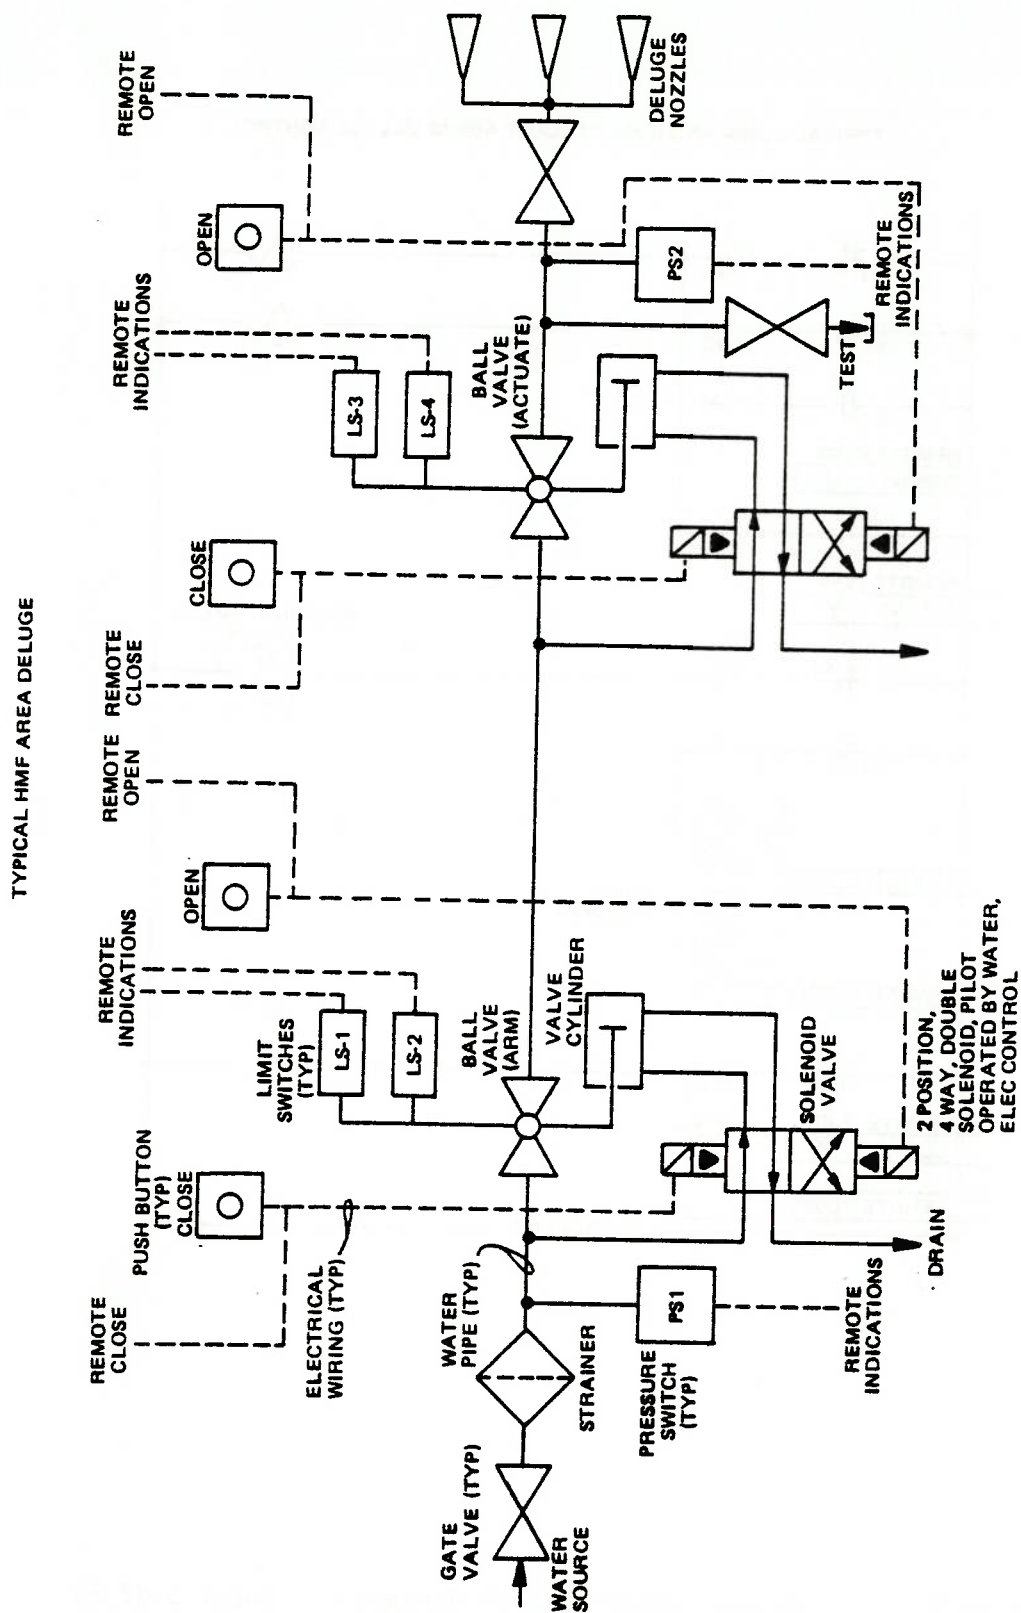 TYPICAL HMF AREA DELUGE
REMOTE
CLOSE
PUSH BUTTON
(TYP)
CLOSE
REMOTE
INDICATIONS
OPEN
REMOTE
OPEN
REMOTE
CLOSE
CLOSE
REMOTE
INDICATIONS
OPEN
REMOTE
OPEN
ELECTRICAL
WIRING (TYP)
LIMIT
SWITCHES
(TYP)
LS-1
LS-2
LS-3
LS-4
GATE
VALVE (TYP)
WATER
PIPE (TYP)
BALL
VALVE
(ARM)
BALL
VALVE
(ACTUATE)
WATER
SOURCE
STRAINER
VALVE
CYLINDER
DELUGE
NOZZLES
PRESSURE
SWITCH
(TYP)
PS1
PS2
REMOTE
INDICATIONS
SOLENOID
VALVE
TEST
REMOTE
INDICATIONS
DRAIN
2 POSITION,
4 WAY, DOUBLE
SOLENOID, PILOT
OPERATED BY WATER,
ELEC CONTROL